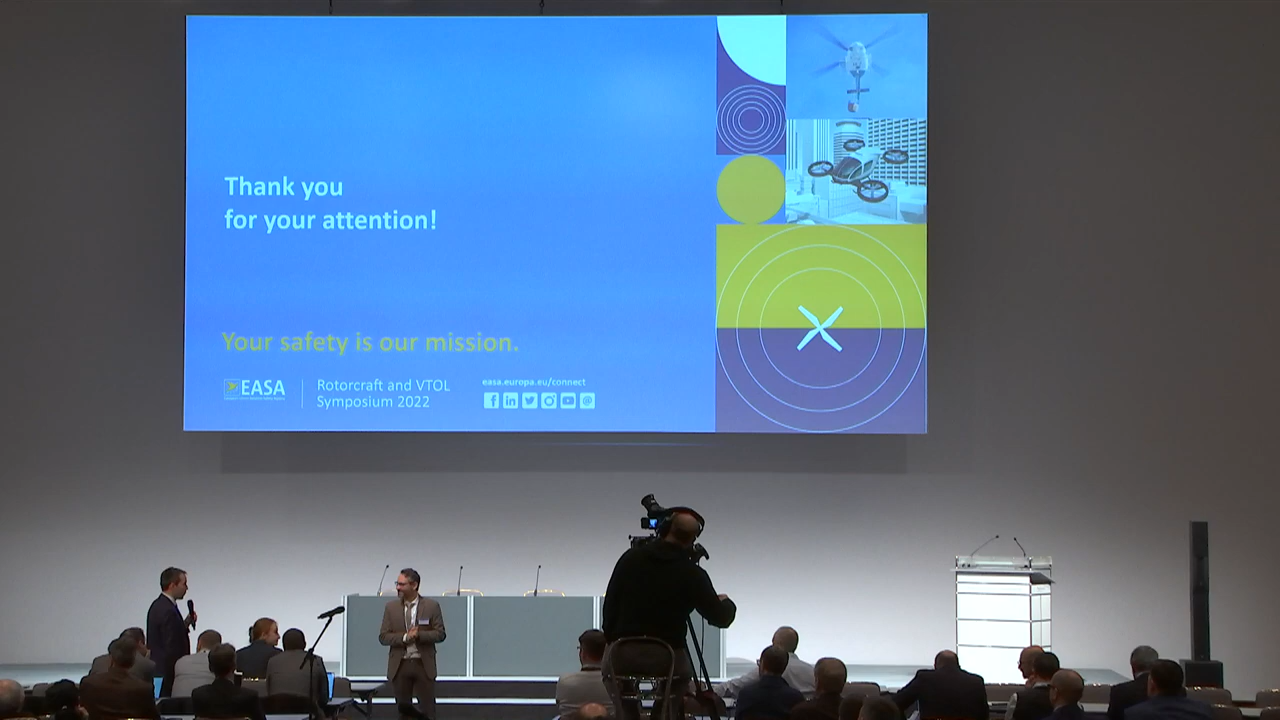 Thank you
for your attention!
Your safety is our mission.
EASA
Rotorcraft and VTOL
Symposium 2022
easa.europa.eu/connect